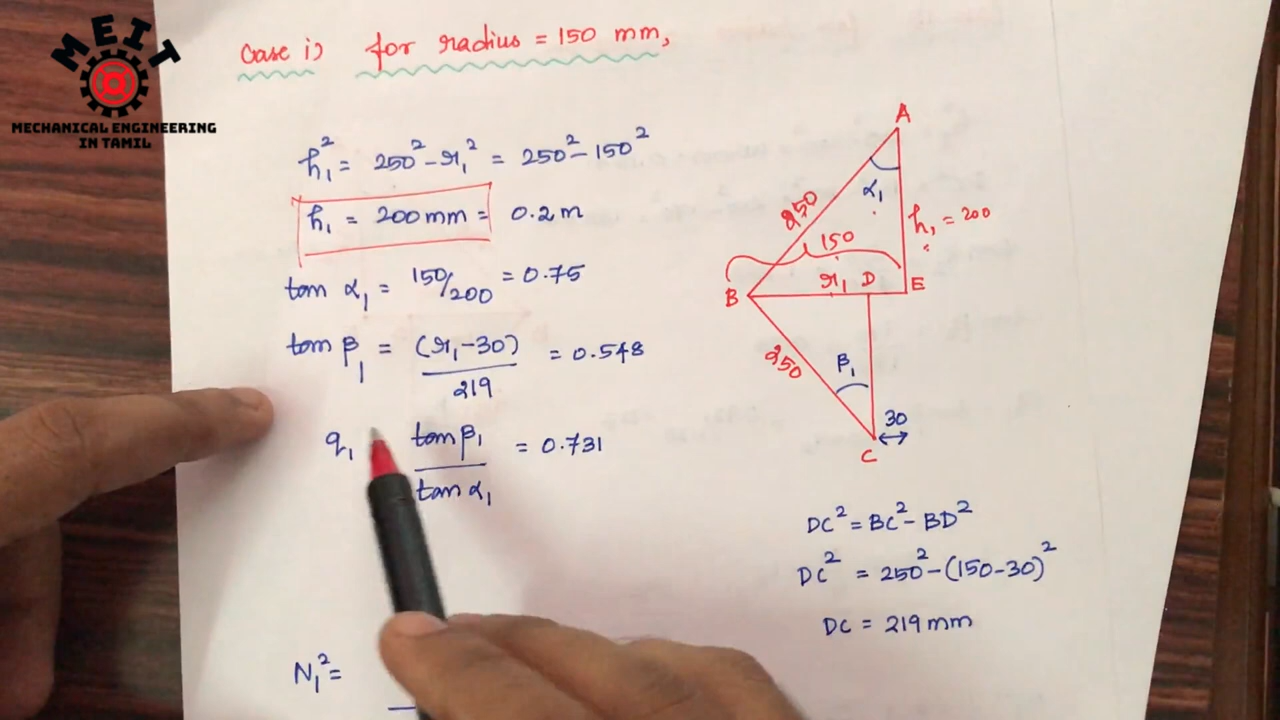 MEIT
MECHANICAL ENGINEERING
IN TAMIL
Case i) for radius = 150 mm,
h₁² = 250² - r₁² = 250² - 150²
h₁ = 200 mm = 0.2 m
tan α₁ = 150/200 = 0.75
tan β₁ = (r₁-30)/219 = 0.548
q₁ tan β₁/tan α₁ = 0.731
N₁² =
A
α₁
250
h₁ = 200
150
B r₁ D E
250
β₁
30
C
DC² = BC² - BD²
DC² = 250² - (150-30)²
DC = 219 mm